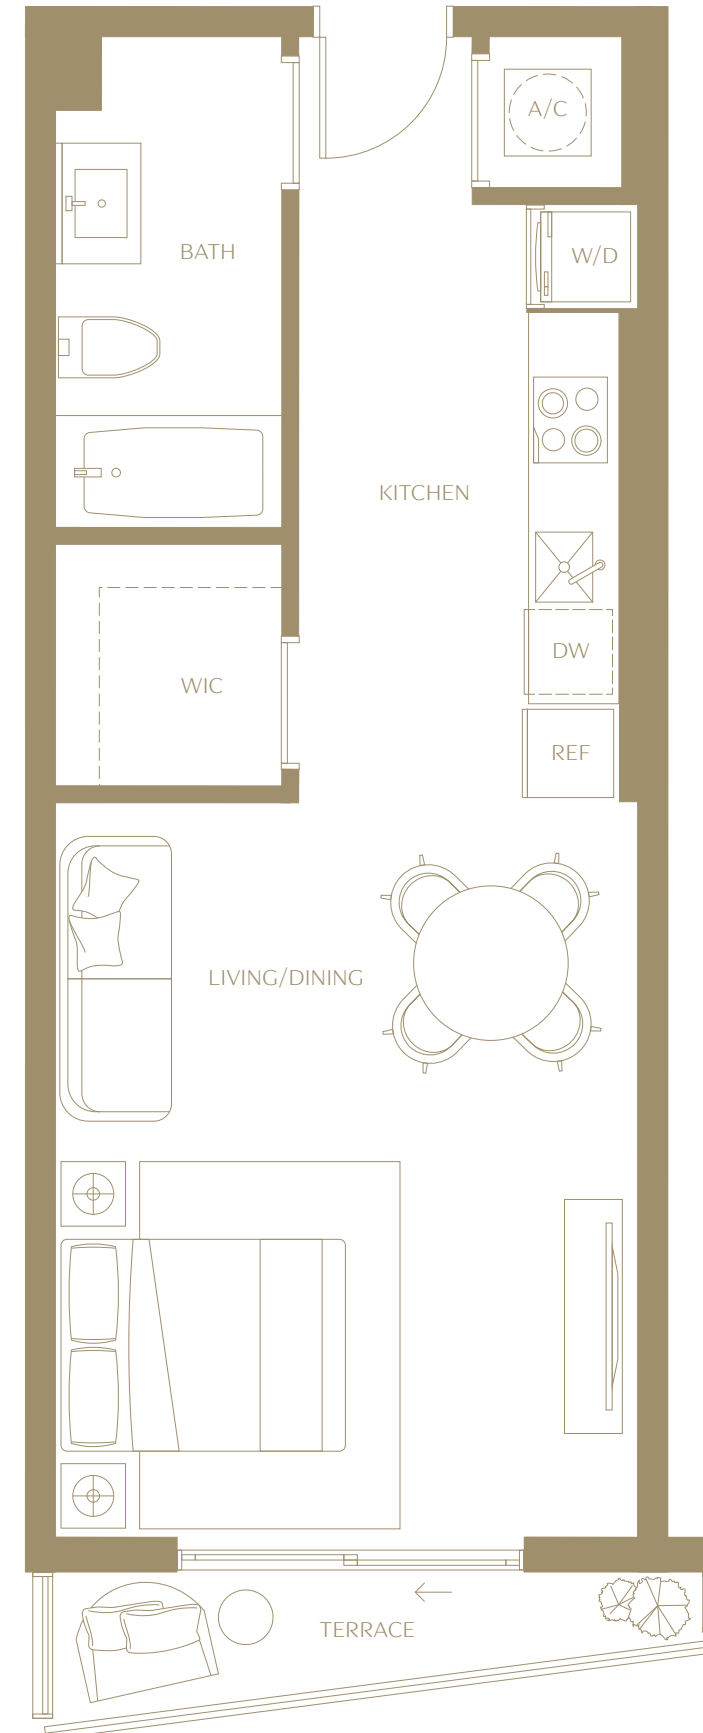 A/C
BATH
W/D
KITCHEN
DW
WIC
REF
LIVING/DINING
TERRACE